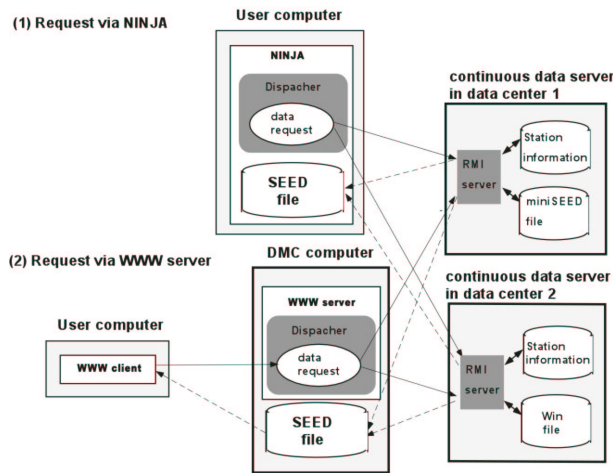 (1) Request via NINJA
User computer
NINJA
Dispacher
data
request
SEED
file
continuous data server
in data center 1
RMI
server
Station
information
miniSEED
file
(2) Request via WWW server
DMC computer
WWW server
Dispacher
data
request
SEED
file
User computer
WWW client
continuous data server
in data center 2
RMI
server
Station
information
Win
file